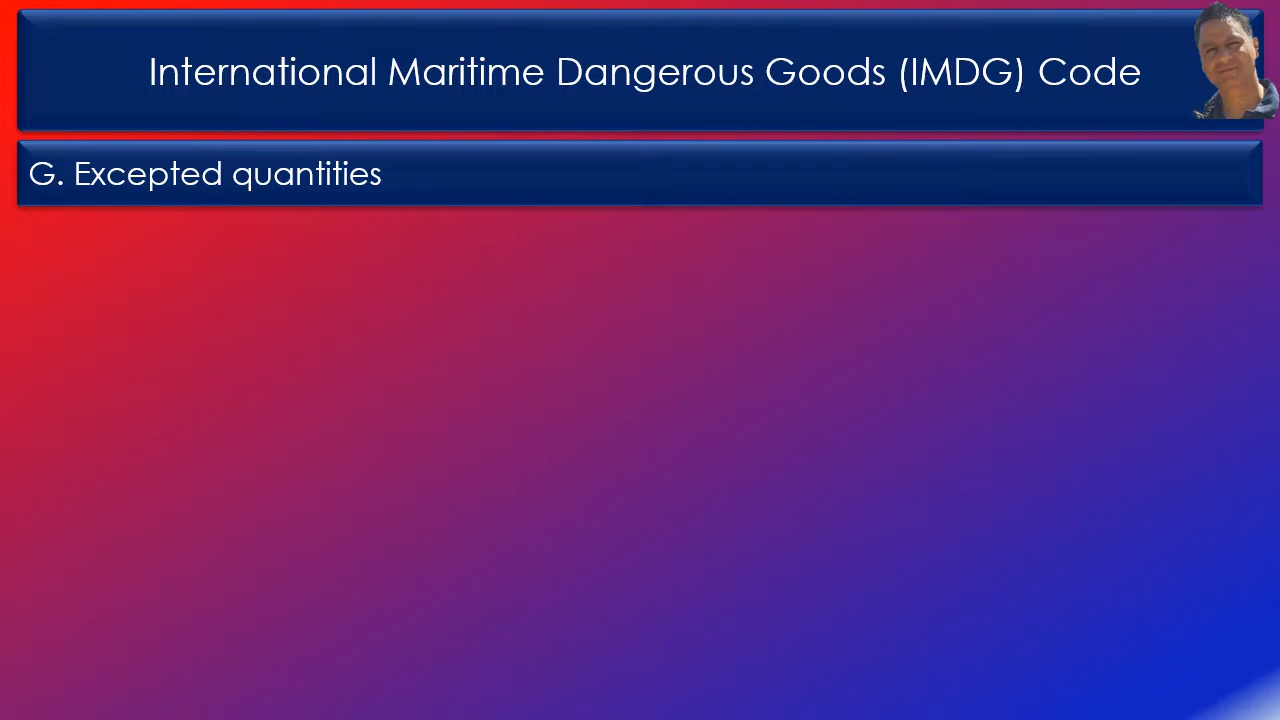 International Maritime Dangerous Goods (IMDG) Code
G. Excepted quantities